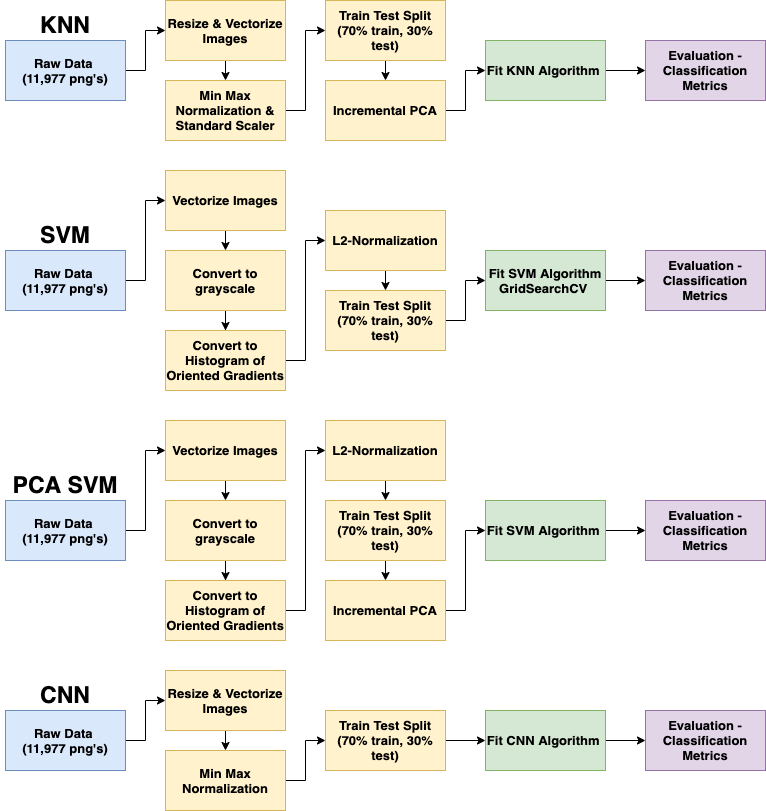 KNN
Raw Data
(11,977 png's)
Resize & Vectorize
Images
Min Max
Normalization &
Standard Scaler
Train Test Split
(70% train, 30%
test)
Incremental PCA
Fit KNN Algorithm
Evaluation -
Classification
Metrics
SVM
Raw Data
(11,977 png's)
Vectorize Images
Convert to
grayscale
Convert to
Histogram of
Oriented Gradients
L2-Normalization
Train Test Split
(70% train, 30%
test)
Fit SVM Algorithm
GridSearchCV
Evaluation -
Classification
Metrics
PCA SVM
Raw Data
(11,977 png's)
Vectorize Images
Convert to
grayscale
Convert to
Histogram of
Oriented Gradients
L2-Normalization
Train Test Split
(70% train, 30%
test)
Incremental PCA
Fit SVM Algorithm
Evaluation -
Classification
Metrics
CNN
Raw Data
(11,977 png's)
Resize & Vectorize
Images
Min Max
Normalization
Train Test Split
(70% train, 30%
test)
Fit CNN Algorithm
Evaluation -
Classification
Metrics